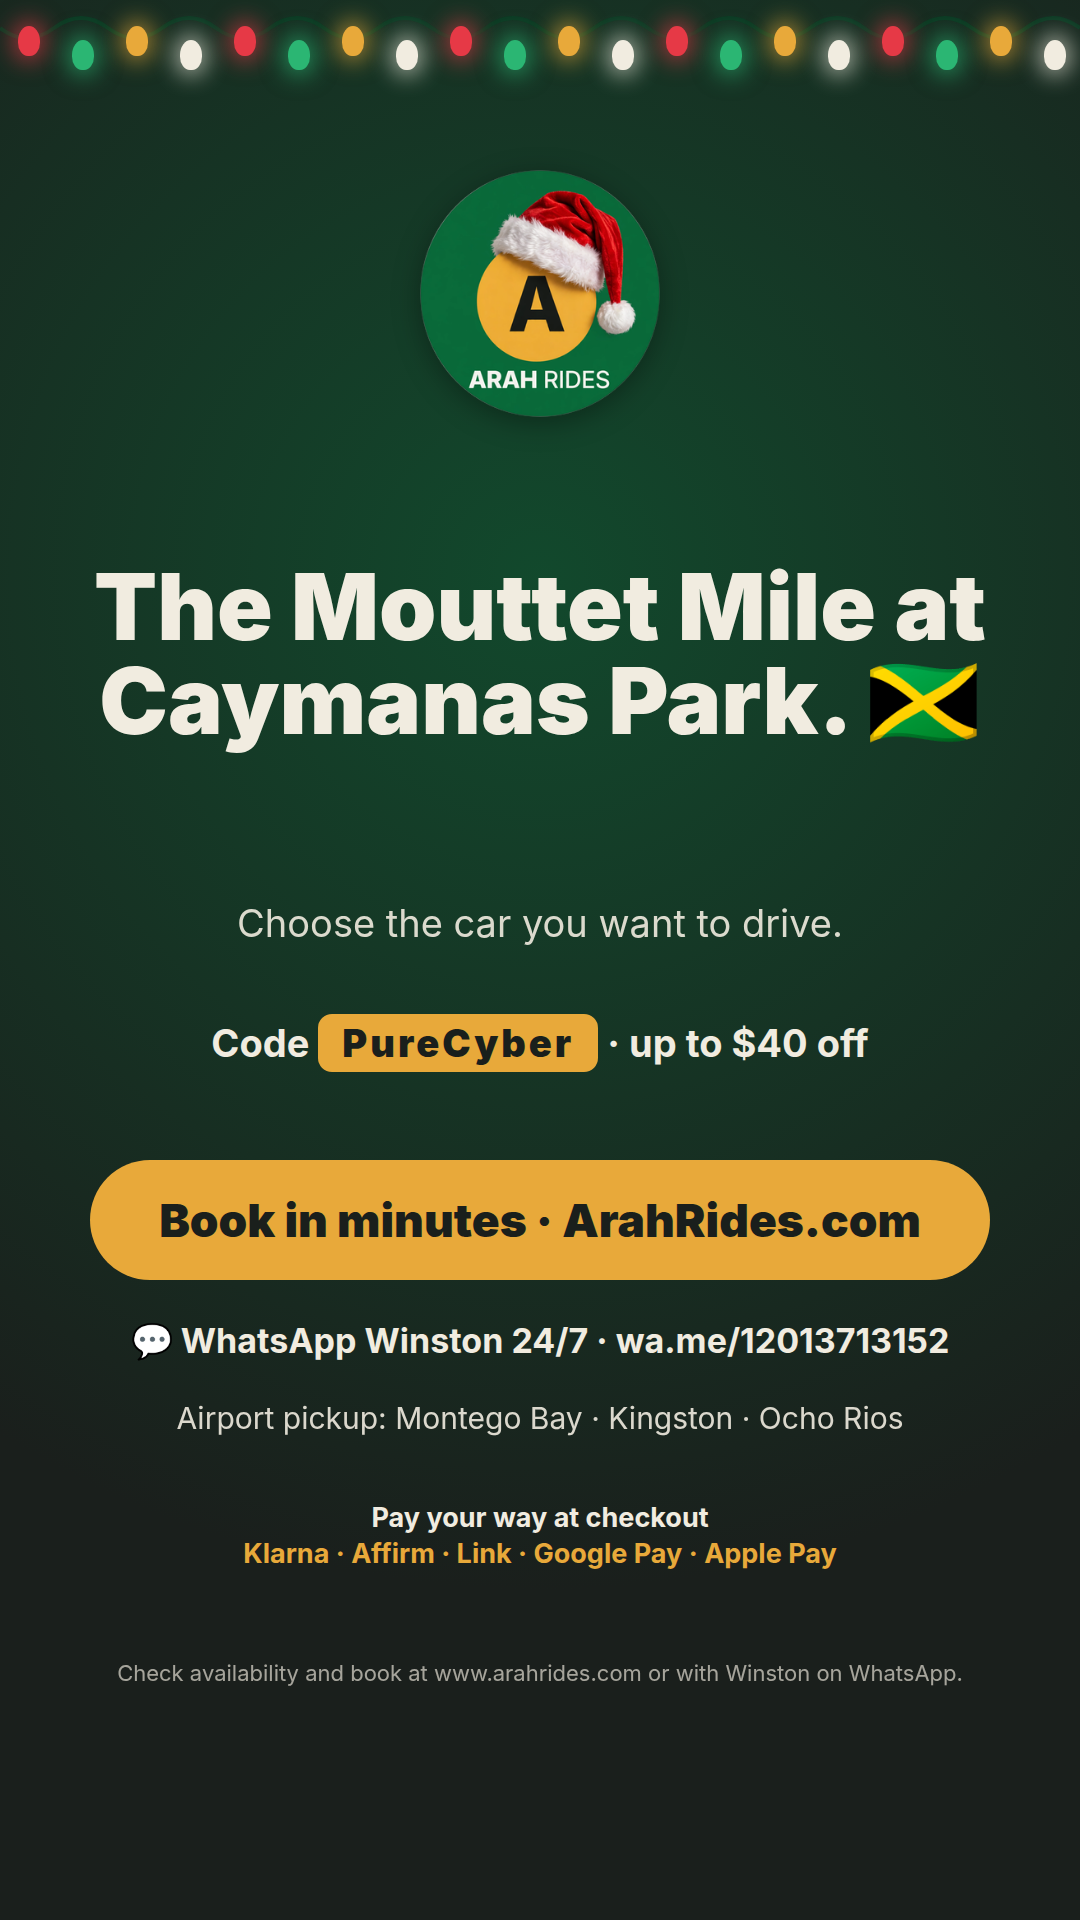 A
ARAH RIDES
The Mouttet Mile at
Caymanas Park. 🇯🇲
Choose the car you want to drive.
Code PureCyber · up to $40 off
Book in minutes · ArahRides.com
💬 WhatsApp Winston 24/7 · wa.me/12013713152
Airport pickup: Montego Bay · Kingston · Ocho Rios
Pay your way at checkout
Klarna · Affirm · Link · Google Pay · Apple Pay
Check availability and book at www.arahrides.com or with Winston on WhatsApp.